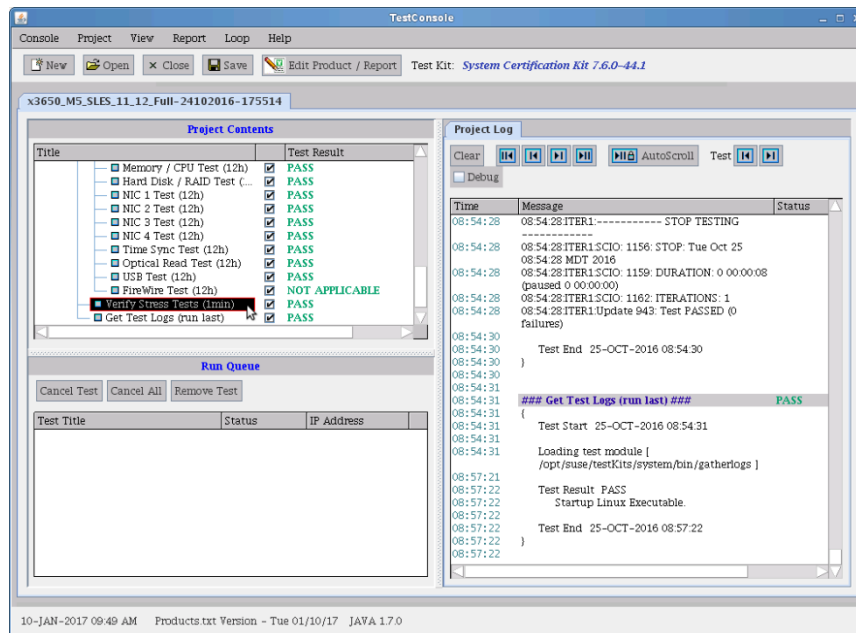 TestConsole
Console Project View Report Loop Help
New Open Close Save Edit Product / Report Test Kit: System Certification Kit 7.6.0-44.1
x3650_M5_SLES_11_12_Full-24102016-175514
Project Contents
Title Test Result
Memory / CPU Test (12h) PASS
Hard Disk / RAID Test (... PASS
NIC 1 Test (12h) PASS
NIC 2 Test (12h) PASS
NIC 3 Test (12h) PASS
NIC 4 Test (12h) PASS
Time Sync Test (12h) PASS
Optical Read Test (12h) PASS
USB Test (12h) PASS
FireWire Test (12h) NOT APPLICABLE
Verify Stress Tests (1min) PASS
Get Test Logs (run last) PASS
Run Queue
Cancel Test Cancel All Remove Test
Test Title Status IP Address
Project Log
Clear AutoScroll Test
Debug
Time Message Status
08:54:28 08:54:28:ITER1:----------- STOP TESTING
------------
08:54:28 08:54:28:ITER1:SCIO: 1156: STOP: Tue Oct 25
08:54:28 MDT 2016
08:54:28 08:54:28:ITER1:SCIO: 1159: DURATION: 0 00:00:08
(paused 0 00:00:00)
08:54:28 08:54:28:ITER1:SCIO: 1162: ITERATIONS: 1
08:54:28 08:54:28:ITER1:Update 943: Test PASSED (0
failures)
08:54:30
08:54:30 Test End 25-OCT-2016 08:54:30
08:54:30 }
08:54:30
08:54:31
08:54:31 ### Get Test Logs (run last) ### PASS
08:54:31 {
08:54:31 Test Start 25-OCT-2016 08:54:31
08:54:31
08:54:31 Loading test module [
/opt/suse/testKits/system/bin/gatherlogs ]
08:57:21
08:57:22 Test Result PASS
08:57:22 Startup Linux Executable.
08:57:22
08:57:22 Test End 25-OCT-2016 08:57:22
08:57:22 }
08:57:22
10-JAN-2017 09:49 AM Products.txt Version - Tue 01/10/17 JAVA 1.7.0